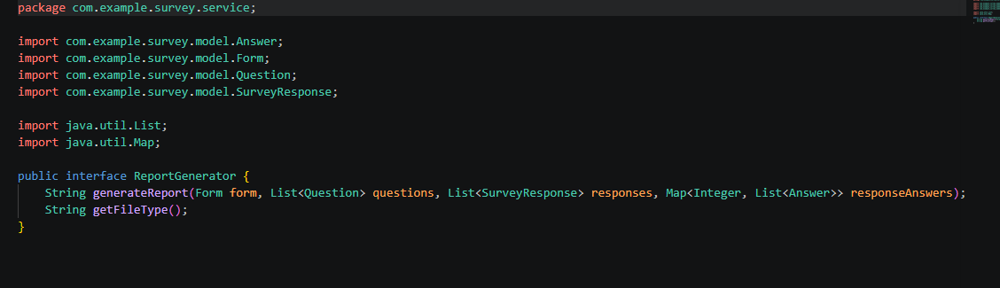 package com.example.survey.service;
import com.example.survey.model.Answer;
import com.example.survey.model.Form;
import com.example.survey.model.Question;
import com.example.survey.model.SurveyResponse;
import java.util.List;
import java.util.Map;
public interface ReportGenerator {
    String generateReport(Form form, List<Question> questions, List<SurveyResponse> responses, Map<Integer, List<Answer>> responseAnswers);
    String getFileType();
}